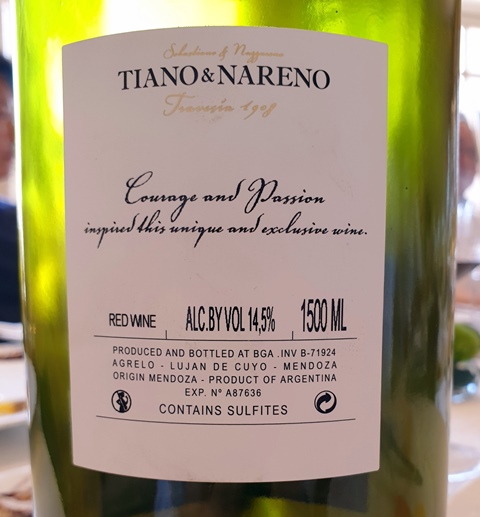 Sebastiano & Nazzareno
TIANO & NARENO
Travesía 1908
Courage and Passion
inspired this unique and exclusive wine.
RED WINE ALC.BY VOL 14,5% 1500 ML
PRODUCED AND BOTTLED AT BGA .INV B-71924
AGRELO - LUJAN DE CUYO - MENDOZA
ORIGIN MENDOZA - PRODUCT OF ARGENTINA
EXP. Nº A87636
CONTAINS SULFITES